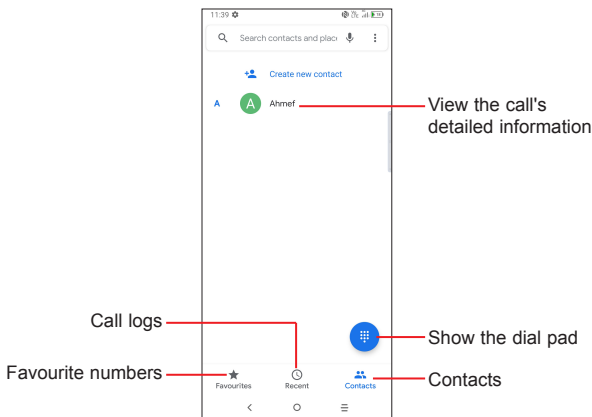 11:39
Search contacts and place
Create new contact
A
A
Ahmef
View the call's
detailed information
Call logs
Show the dial pad
Favourite numbers
Contacts
Favourites
Recent
Contacts